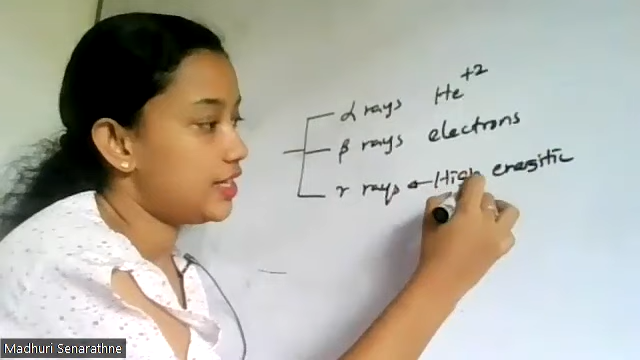 α rays He+2
β rays electrons
γ rays High energitic
Madhuri Senarathne